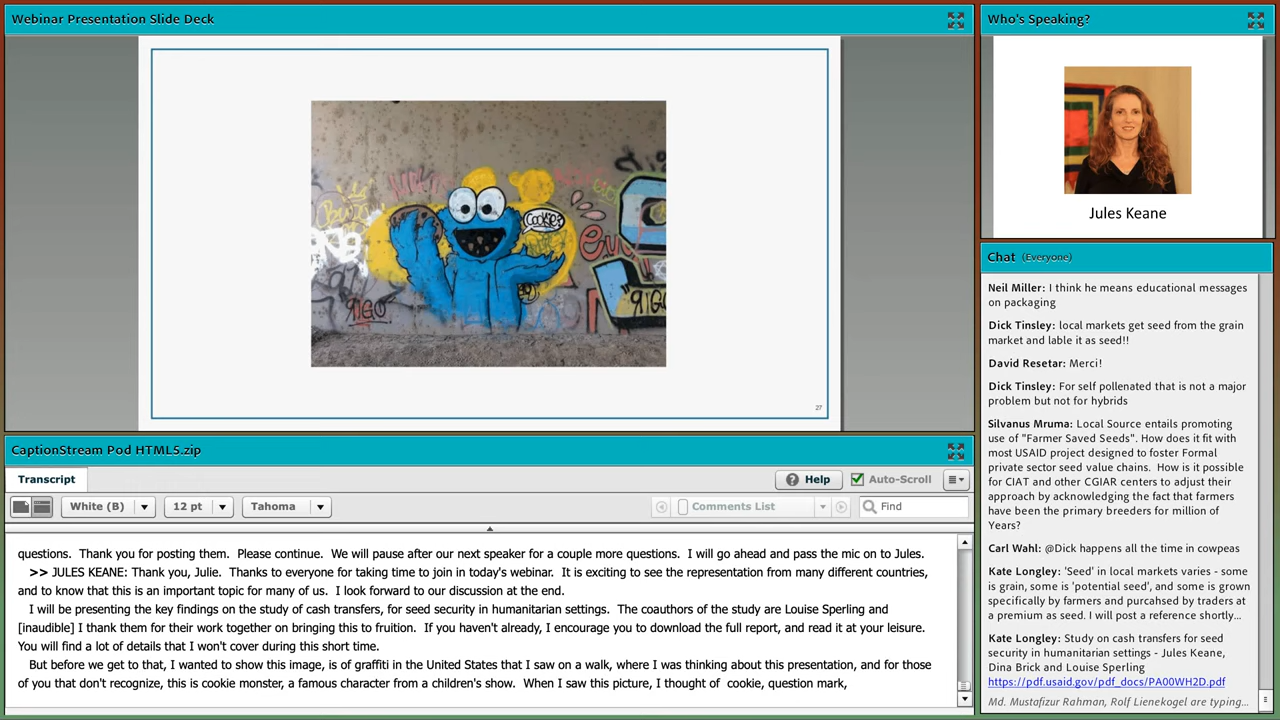 Webinar Presentation Slide Deck
Cookie?
RIGO
RIGO
27
Who's Speaking?
Jules Keane
Chat (Everyone)
Neil Miller: I think he means educational messages
on packaging
Dick Tinsley: local markets get seed from the grain
market and lable it as seed!!
David Resetar: Merci!
Dick Tinsley: For self pollenated that is not a major
problem but not for hybrids
Silvanus Mruma: Local Source entails promoting
use of "Farmer Saved Seeds". How does it fit with
most USAID project designed to foster Formal
private sector seed value chains. How is it possible
for CIAT and other CGIAR centers to adjust their
approach by acknowledging the fact that farmers
have been the primary breeders for million of
Years?
Carl Wahl: @Dick happens all the time in cowpeas
Kate Longley: 'Seed' in local markets varies - some
is grain, some is 'potential seed', and some is grown
specifically by farmers and purcahsed by traders at
a premium as seed. I will post a reference shortly...
Kate Longley: Study on cash transfers for seed
security in humanitarian settings - Jules Keane,
Dina Brick and Louise Sperling
https://pdf.usaid.gov/pdf_docs/PA00WH2D.pdf
Md. Mustafizur Rahman, Rolf Lienekogel are typing...
CaptionStream Pod HTML5.zip
Transcript
Help
Auto-Scroll
White (B)
12 pt
Tahoma
Comments List
Find
questions. Thank you for posting them. Please continue. We will pause after our next speaker for a couple more questions. I will go ahead and pass the mic on to Jules.
>> JULES KEANE: Thank you, Julie. Thanks to everyone for taking time to join in today's webinar. It is exciting to see the representation from many different countries,
and to know that this is an important topic for many of us. I look forward to our discussion at the end.
I will be presenting the key findings on the study of cash transfers, for seed security in humanitarian settings. The coauthors of the study are Louise Sperling and
[inaudible] I thank them for their work together on bringing this to fruition. If you haven't already, I encourage you to download the full report, and read it at your leisure.
You will find a lot of details that I won't cover during this short time.
But before we get to that, I wanted to show this image, is of graffiti in the United States that I saw on a walk, where I was thinking about this presentation, and for those
of you that don't recognize, this is cookie monster, a famous character from a children's show. When I saw this picture, I thought of cookie, question mark,